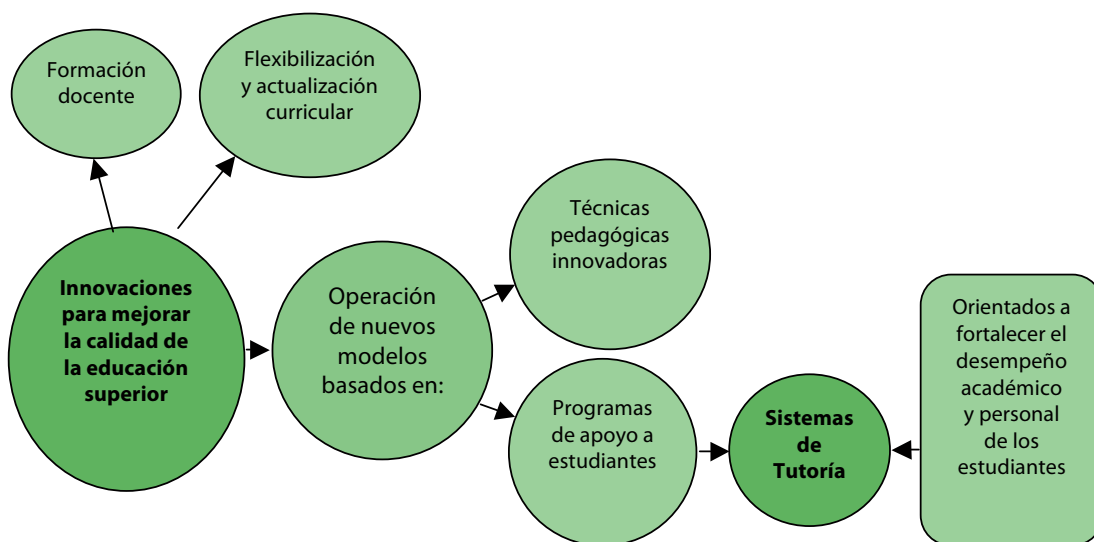 Formación
docente
Flexibilización
y actualización
curricular
Innovaciones
para mejorar
la calidad de
la educación
superior
Operación
de nuevos
modelos
basados en:
Técnicas
pedagógicas
innovadoras
Programas
de apoyo a
estudiantes
Sistemas
de
Tutoría
Orientados a
fortalecer el
desempeño
académico
y personal
de los
estudiantes